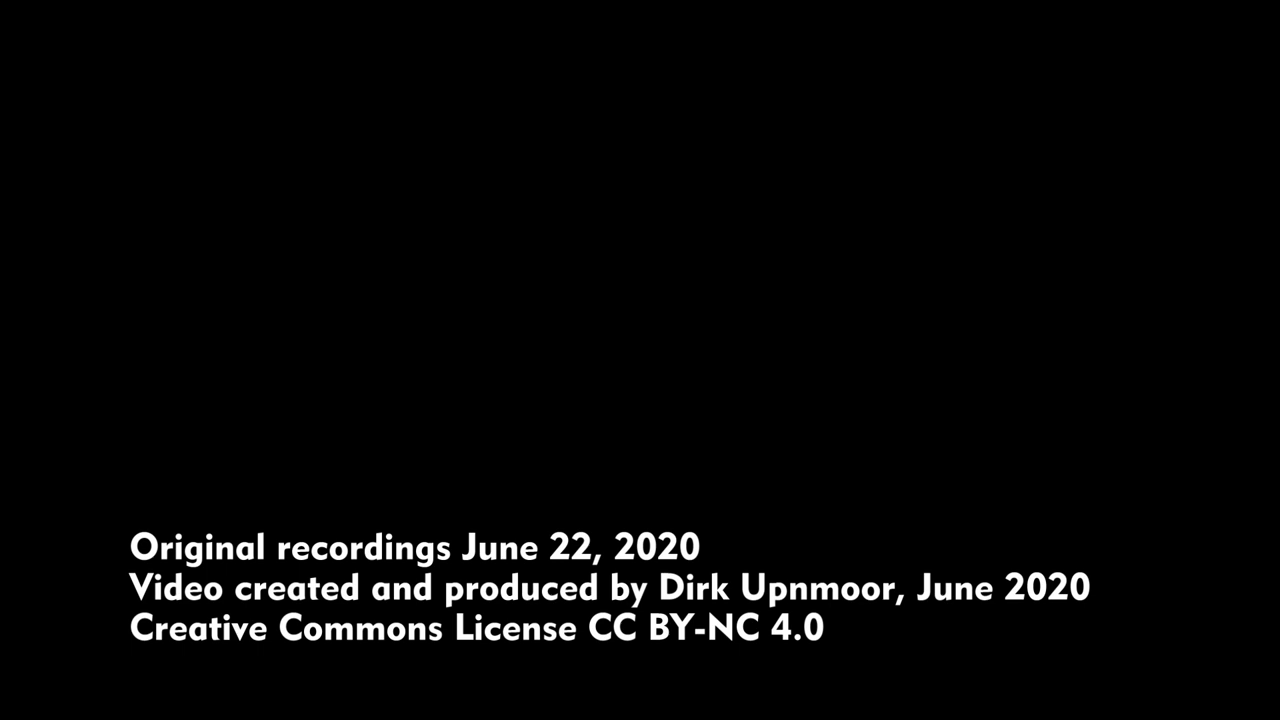 Original recordings June 22, 2020
Video created and produced by Dirk Upnmoor, June 2020
Creative Commons License CC BY-NC 4.0